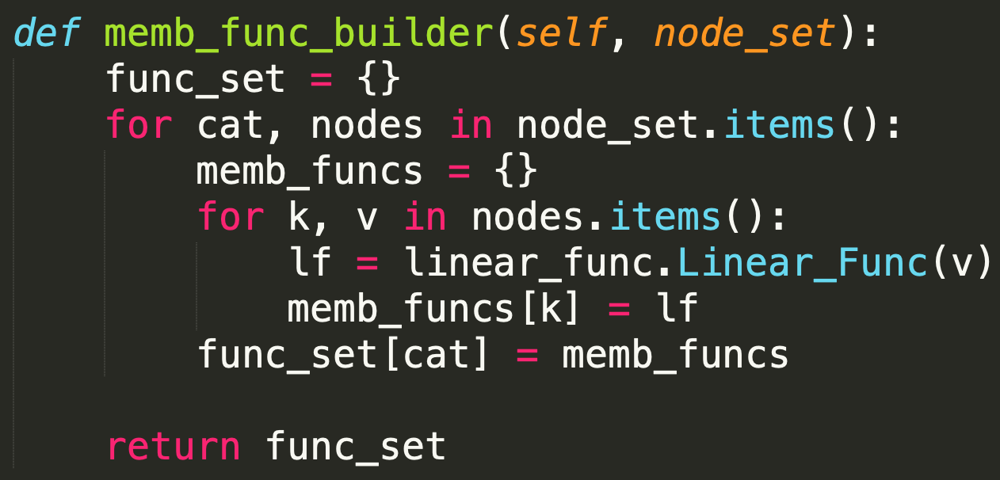 def memb_func_builder(self, node_set):
    func_set = {}
    for cat, nodes in node_set.items():
        memb_funcs = {}
        for k, v in nodes.items():
            lf = linear_func.Linear_Func(v)
            memb_funcs[k] = lf
        func_set[cat] = memb_funcs

    return func_set